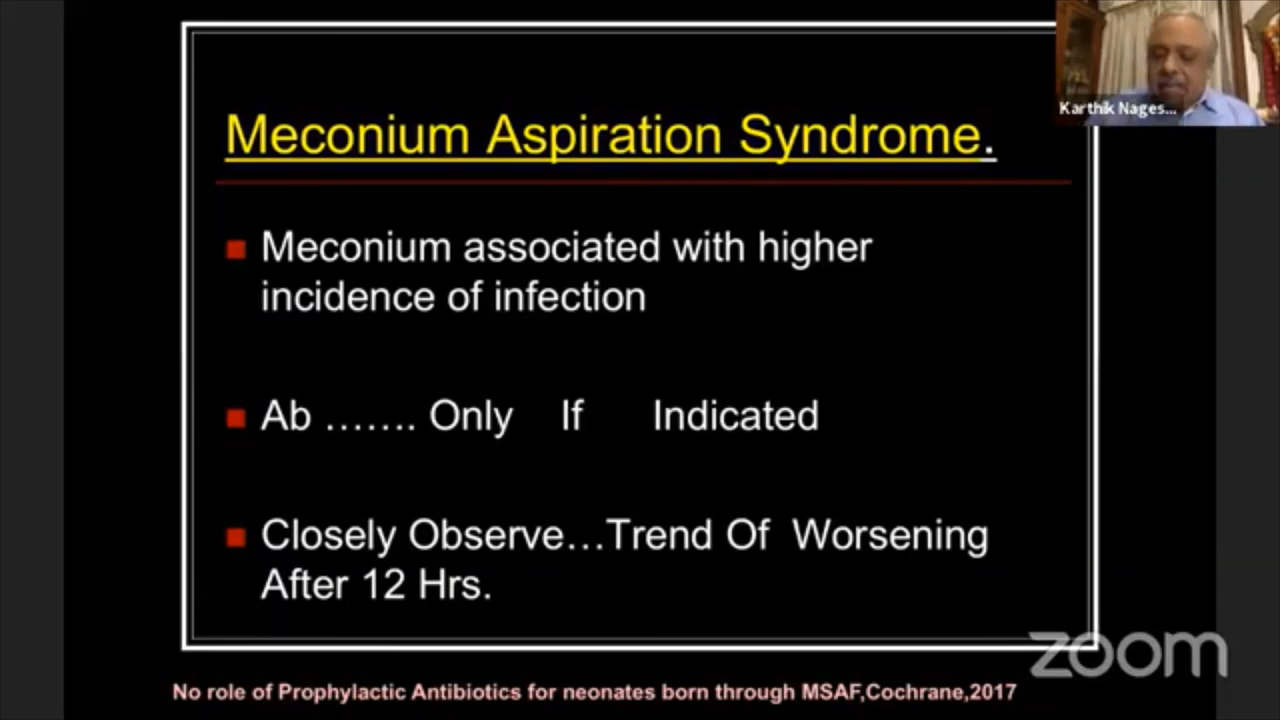 Karthik Nages...
Meconium Aspiration Syndrome.
Meconium associated with higher
incidence of infection
Ab ....... Only If Indicated
Closely Observe...Trend Of Worsening
After 12 Hrs.
zoom
No role of Prophylactic Antibiotics for neonates born through MSAF,Cochrane,2017